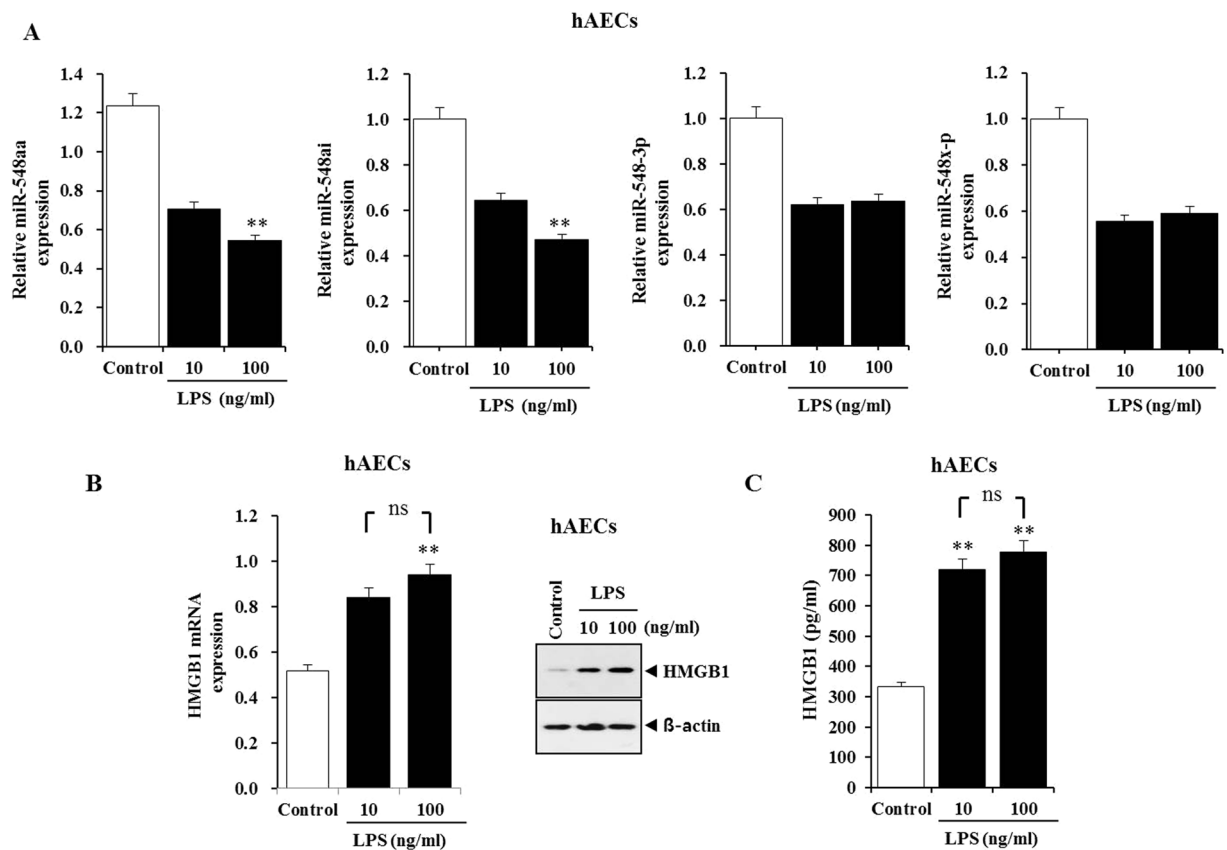 hAECs
A
Relative miR-548aa
expression
1.4
1.2
1.0
0.8
0.6
0.4
0.2
0.0
**
Control
10
100
LPS (ng/ml)
Relative miR-548ai
expression
1.2
1.0
0.8
0.6
0.4
0.2
0.0
**
Control
10
100
LPS (ng/ml)
Relative miR-548-3p
expression
1.2
1.0
0.8
0.6
0.4
0.2
0.0
Control
10
100
LPS (ng/ml)
Relative miR-548x-p
expression
1.2
1.0
0.8
0.6
0.4
0.2
0.0
Control
10
100
LPS (ng/ml)
B
hAECs
HMGB1 mRNA
expression
1.2
1.0
0.8
0.6
0.4
0.2
0.0
ns
**
Control
10
100
LPS (ng/ml)
hAECs
Control
LPS
10 100 (ng/ml)
HMGB1
ß-actin
C
hAECs
HMGB1 (pg/ml)
900
800
700
600
500
400
300
200
100
0
ns
**
**
Control
10
100
LPS (ng/ml)